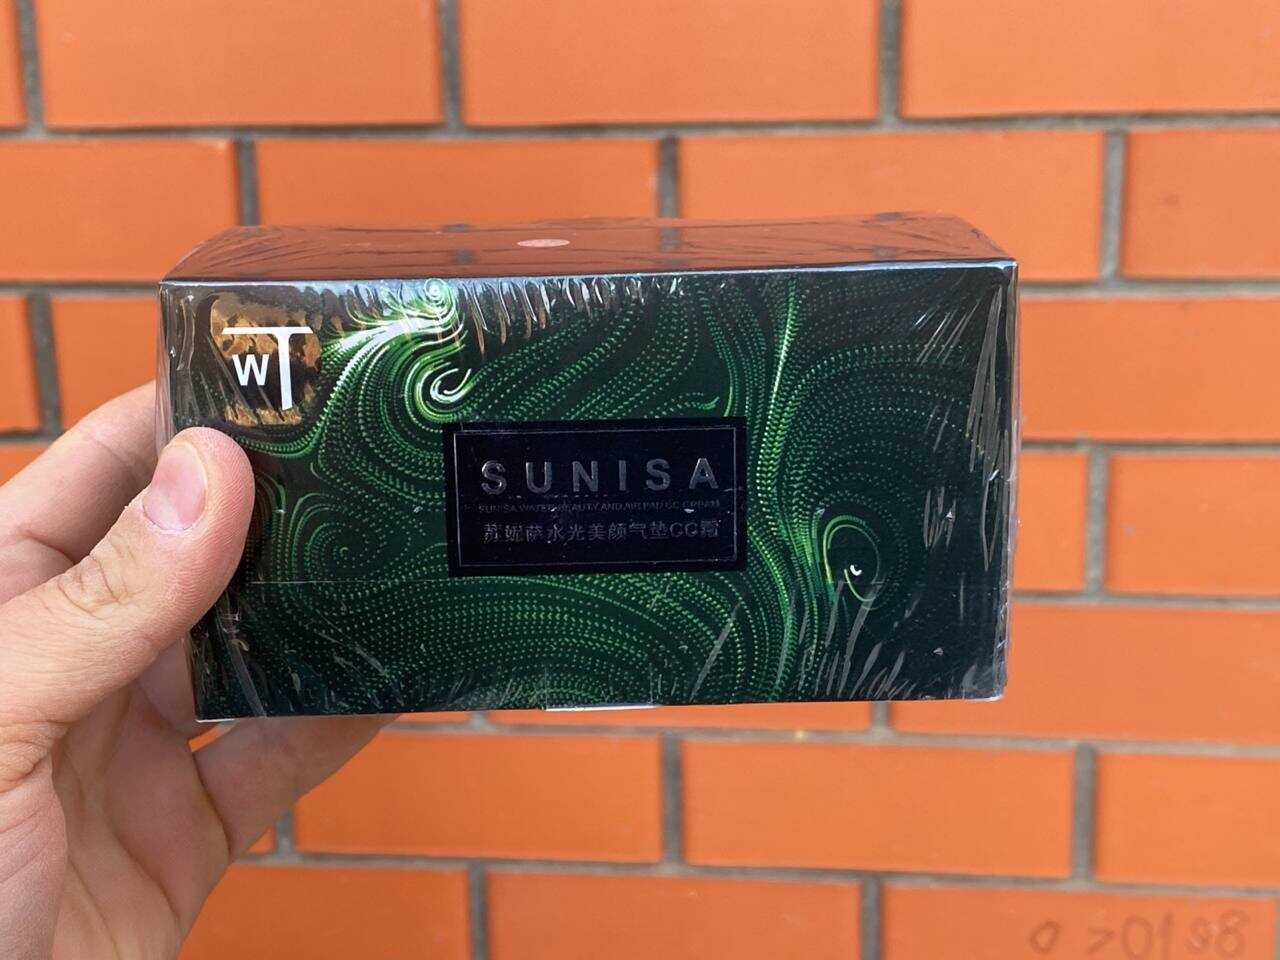 WT
SUNISA
SUNISA WATER BEAUTY AND AIR PAD CC CREAM
苏妮萨水光美颜气垫CC霜